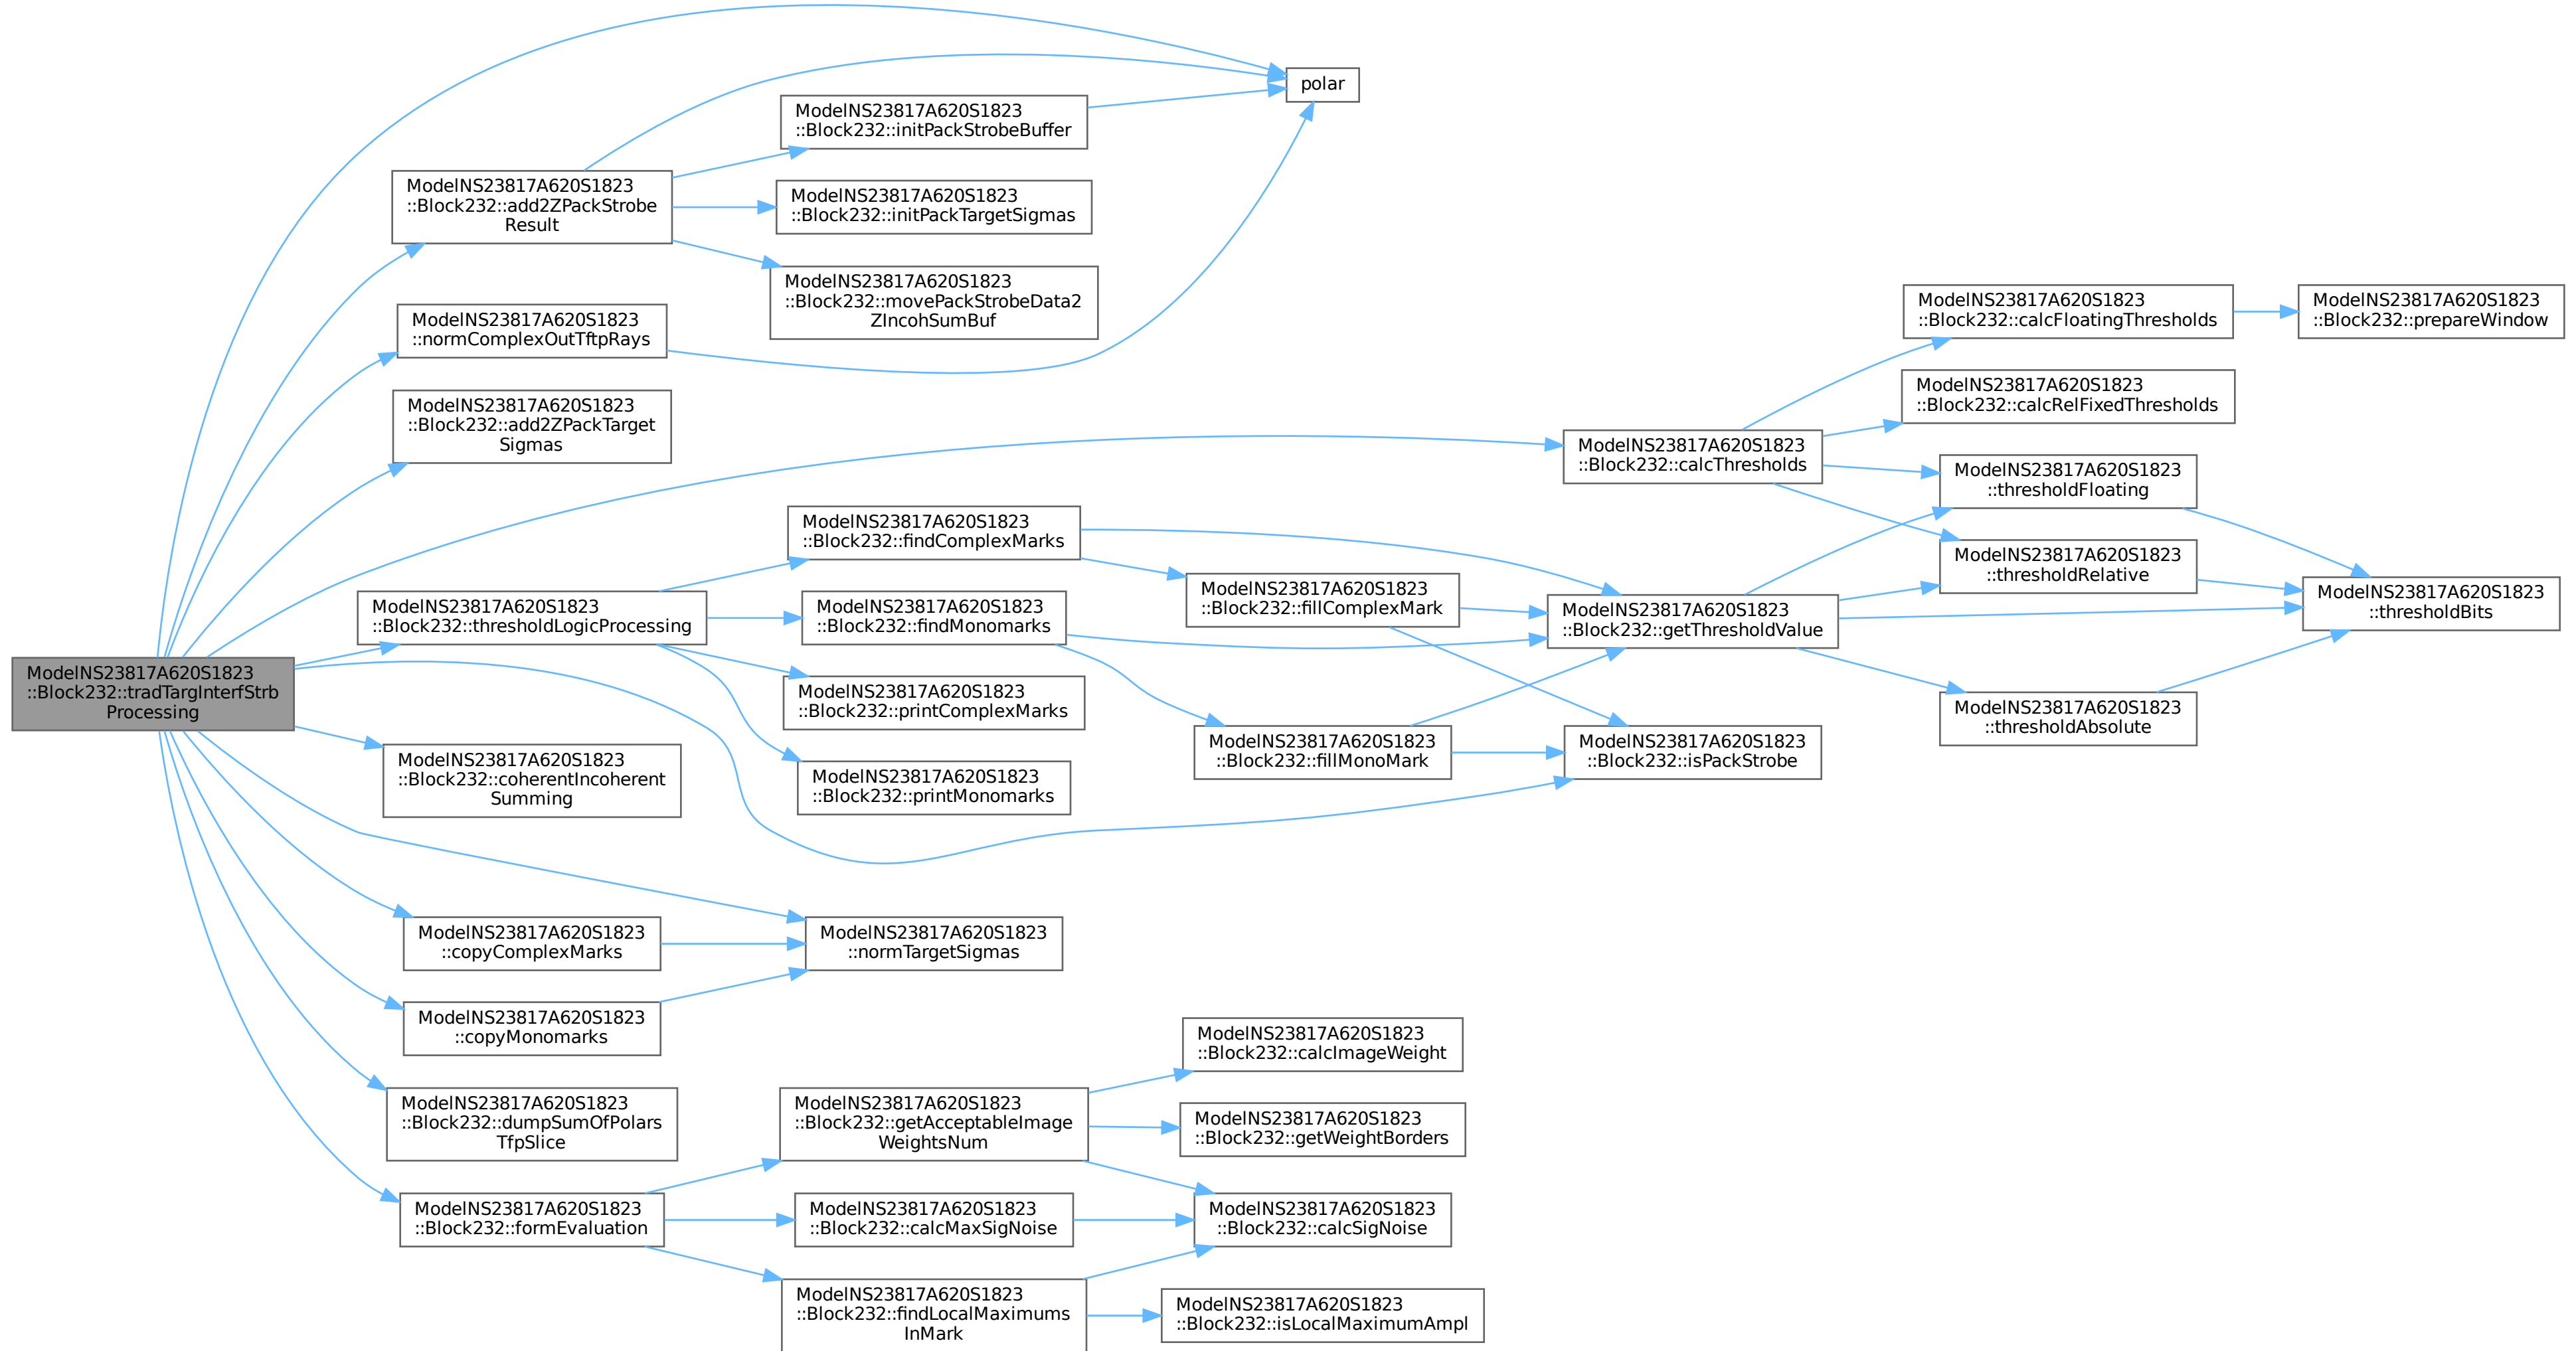 polar
ModelNS23817A620S1823
::Block232::initPackStrobeBuffer
ModelNS23817A620S1823
::Block232::add2ZPackStrobe
Result
ModelNS23817A620S1823
::Block232::initPackTargetSigmas
ModelNS23817A620S1823
::Block232::movePackStrobeData2
ZIncohSumBuf
ModelNS23817A620S1823
::normComplexOutTftpRays
ModelNS23817A620S1823
::Block232::add2ZPackTarget
Sigmas
ModelNS23817A620S1823
::Block232::calcFloatingThresholds
ModelNS23817A620S1823
::Block232::prepareWindow
ModelNS23817A620S1823
::Block232::calcRelFixedThresholds
ModelNS23817A620S1823
::Block232::calcThresholds
ModelNS23817A620S1823
::thresholdFloating
ModelNS23817A620S1823
::Block232::findComplexMarks
ModelNS23817A620S1823
::thresholdRelative
ModelNS23817A620S1823
::Block232::fillComplexMark
ModelNS23817A620S1823
::thresholdBits
ModelNS23817A620S1823
::Block232::thresholdLogicProcessing
ModelNS23817A620S1823
::Block232::findMonomarks
ModelNS23817A620S1823
::Block232::getThresholdValue
ModelNS23817A620S1823
::Block232::tradTargInterfStrb
Processing
ModelNS23817A620S1823
::Block232::printComplexMarks
ModelNS23817A620S1823
::thresholdAbsolute
ModelNS23817A620S1823
::Block232::fillMonoMark
ModelNS23817A620S1823
::Block232::isPackStrobe
ModelNS23817A620S1823
::Block232::coherentIncoherent
Summing
ModelNS23817A620S1823
::Block232::printMonomarks
ModelNS23817A620S1823
::copyComplexMarks
ModelNS23817A620S1823
::normTargetSigmas
ModelNS23817A620S1823
::copyMonomarks
ModelNS23817A620S1823
::Block232::calcImageWeight
ModelNS23817A620S1823
::Block232::dumpSumOfPolars
TfpSlice
ModelNS23817A620S1823
::Block232::getAcceptableImage
WeightsNum
ModelNS23817A620S1823
::Block232::getWeightBorders
ModelNS23817A620S1823
::Block232::formEvaluation
ModelNS23817A620S1823
::Block232::calcMaxSigNoise
ModelNS23817A620S1823
::Block232::calcSigNoise
ModelNS23817A620S1823
::Block232::findLocalMaximums
InMark
ModelNS23817A620S1823
::Block232::isLocalMaximumAmpl